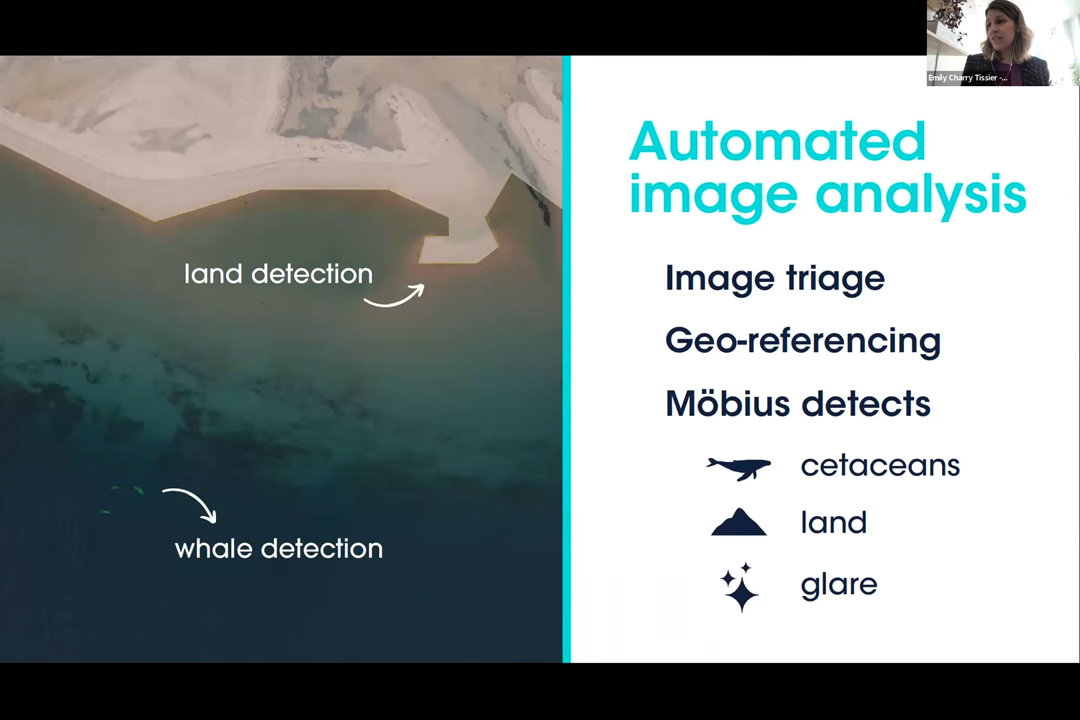 Emily Charry Tissier -...
Automated
image analysis
land detection
Image triage
Geo-referencing
Möbius detects
cetaceans
land
glare
whale detection